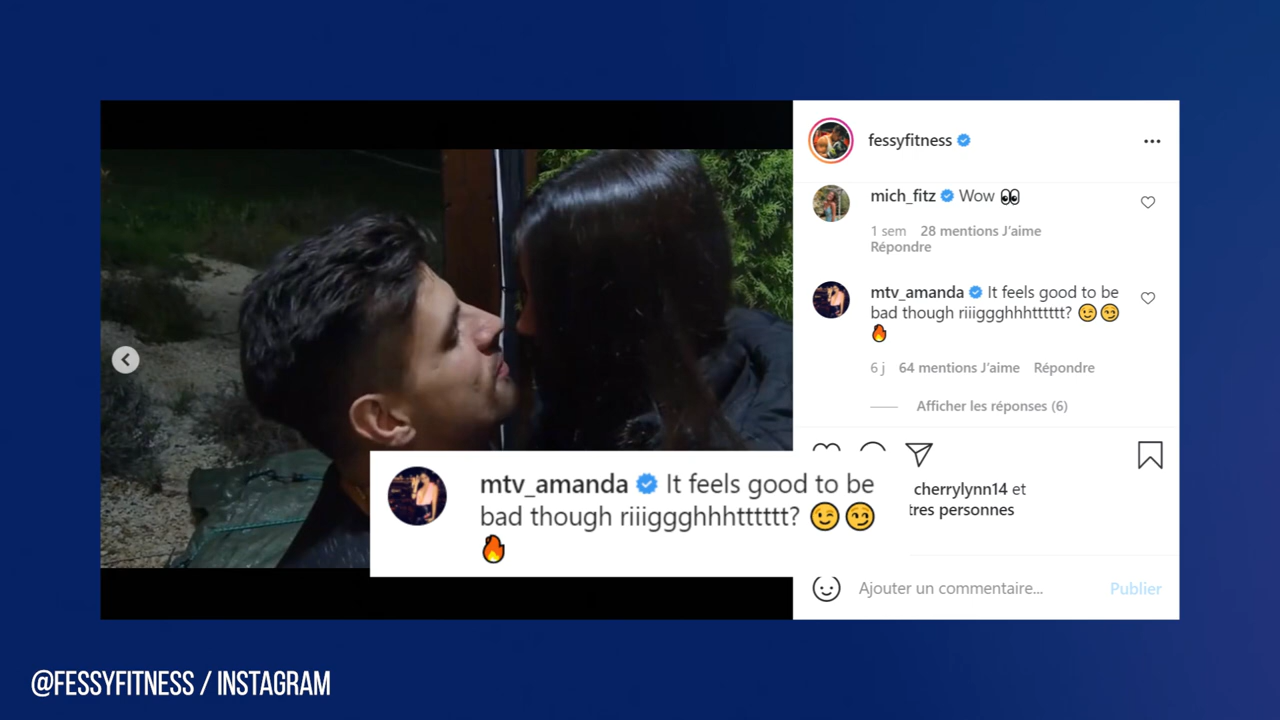 fessyfitness
mich_fitz Wow 👀
1 sem 28 mentions J'aime
Répondre
mtv_amanda It feels good to be
bad though riiiggghhhtttttt? 😉😏
🔥
6 j 64 mentions J'aime Répondre
Afficher les réponses (6)
cherrylynn14 et
tres personnes
mtv_amanda It feels good to be
bad though riiiggghhhtttttt? 😉😏
🔥
Ajouter un commentaire... Publier
@FESSYFITNESS / INSTAGRAM